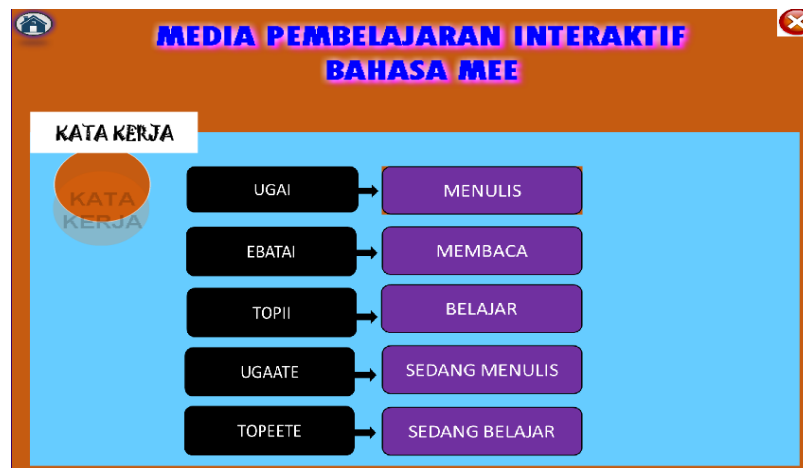 MEDIA PEMBELAJARAN INTERAKTIF
BAHASA MEE
KATA KERJA
KATA
KERJA
UGAI
MENULIS
EBATAI
MEMBACA
TOPII
BELAJAR
UGAATE
SEDANG MENULIS
TOPEETE
SEDANG BELAJAR